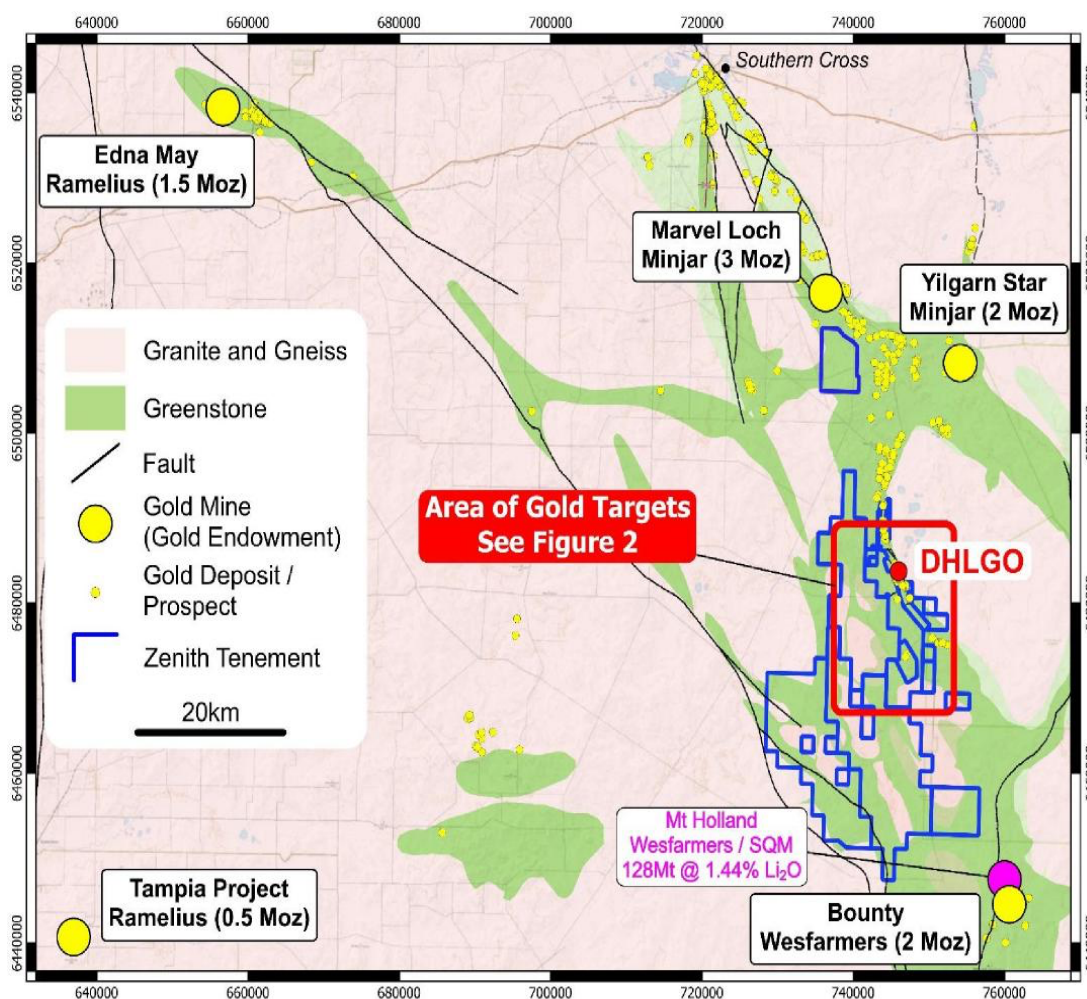 640000
660000
680000
700000
720000
740000
760000
Southern Cross
6540000
Edna May
Ramelius (1.5 Moz)
Marvel Loch
Minjar (3 Moz)
6520000
Yilgarn Star
Minjar (2 Moz)
Granite and Gneiss
Greenstone
Fault
Gold Mine
(Gold Endowment)
Gold Deposit /
Prospect
Zenith Tenement
20km
6500000
Area of Gold Targets
See Figure 2
DHLGO
6480000
6460000
Mt Holland
Wesfarmers / SQM
128Mt @ 1.44% Li₂O
Tampia Project
Ramelius (0.5 Moz)
Bounty
Wesfarmers (2 Moz)
6440000
640000
660000
680000
700000
720000
740000
760000